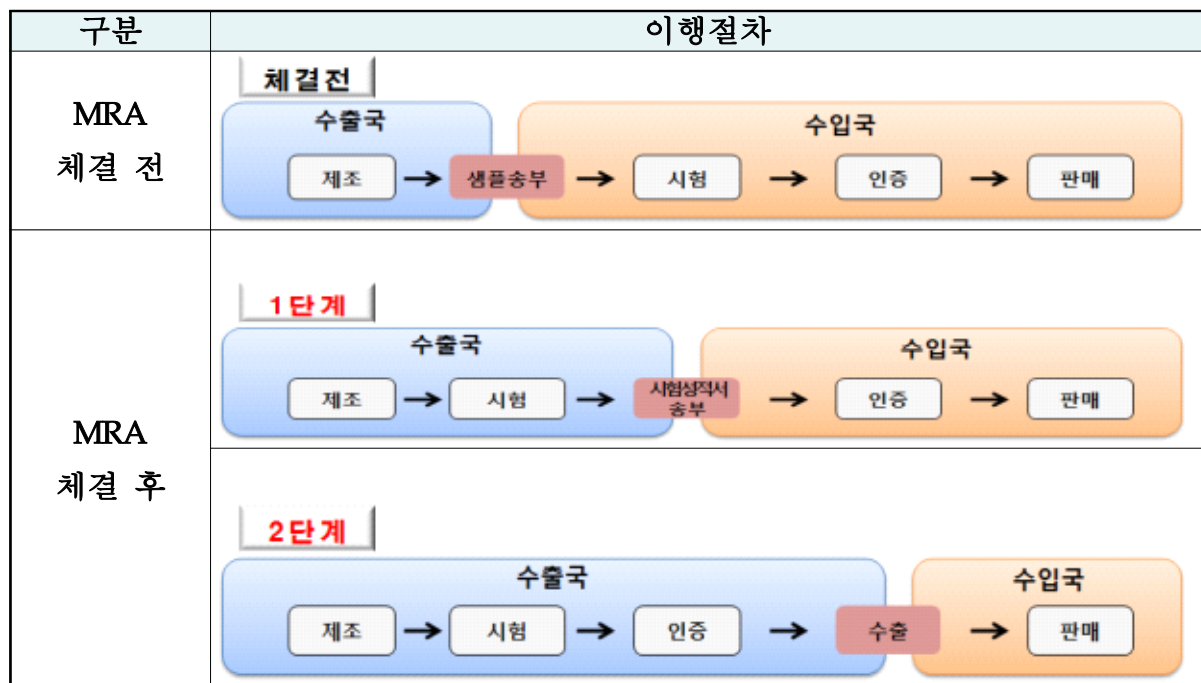 구분 이행절차
MRA
체결 전
체결전
수출국 수입국
제조 → 샘플송부 → 시험 → 인증 → 판매
MRA
체결 후
1단계
수출국 수입국
제조 → 시험 → 시험성적서
송부 → 인증 → 판매
2단계
수출국 수입국
제조 → 시험 → 인증 → 수출 → 판매